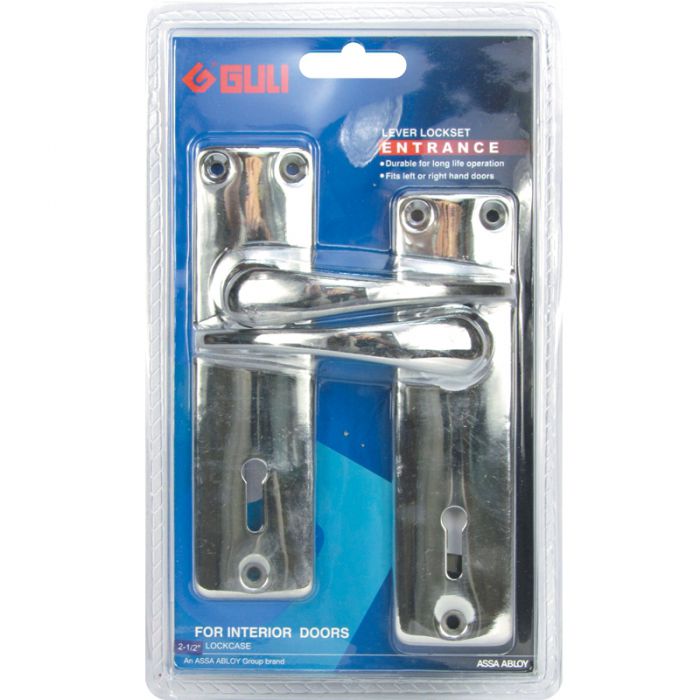 GULI
LEVER LOCKSET
ENTRANCE
• Durable for long life operation
• Fits left or right hand doors
FOR INTERIOR DOORS
2-1/2" LOCKCASE
An ASSA ABLOY Group brand
ASSA ABLOY